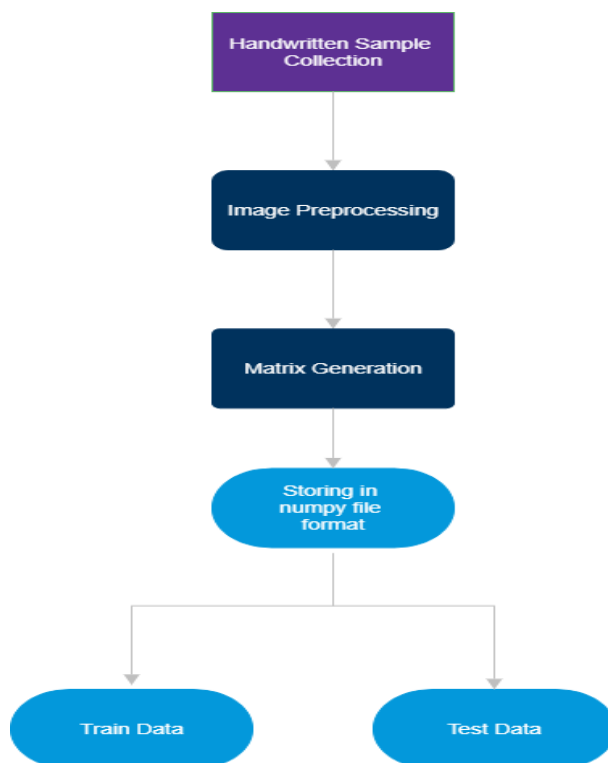 Handwritten Sample
Collection
Image Preprocessing
Matrix Generation
Storing in
numpy file
format
Train Data
Test Data